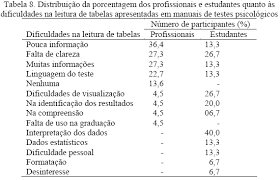 Tabela 8. Distribuição da porcentagem dos profissionais e estudantes quanto às
dificuldades na leitura de tabelas apresentadas em manuais de testes psicológicos
Número de participantes (%)
Dificuldades na leitura de tabelas Profissionais Estudantes
Pouca informação 36,4 13,3
Falta de clareza 27,3 26,7
Muitas informações 27,3 13,3
Linguagem do teste 22,7 13,3
Nenhuma 13,6 -
Dificuldades de visualização 4,5 26,7
Na identificação dos resultados 4,5 20,0
Na compreensão 4,5 06,7
Falta de uso na graduação 4,5 -
Interpretação dos dados - 40,0
Dados estatísticos - 13,3
Dificuldade pessoal - 13,3
Formatação - 6,7
Desinteresse - 6,7